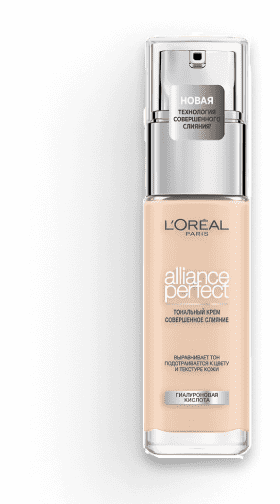 НОВАЯ
ТЕХНОЛОГИЯ
СОВЕРШЕННОГО
СЛИЯНИЯ!
L'ORÉAL
PARIS
alliance
perfect
ТОНАЛЬНЫЙ КРЕМ
СОВЕРШЕННОЕ СЛИЯНИЕ
ВЫРАВНИВАЕТ ТОН
ПОДСТРАИВАЕТСЯ К ЦВЕТУ
И ТЕКСТУРЕ КОЖИ
ГИАЛУРОНОВАЯ
КИСЛОТА